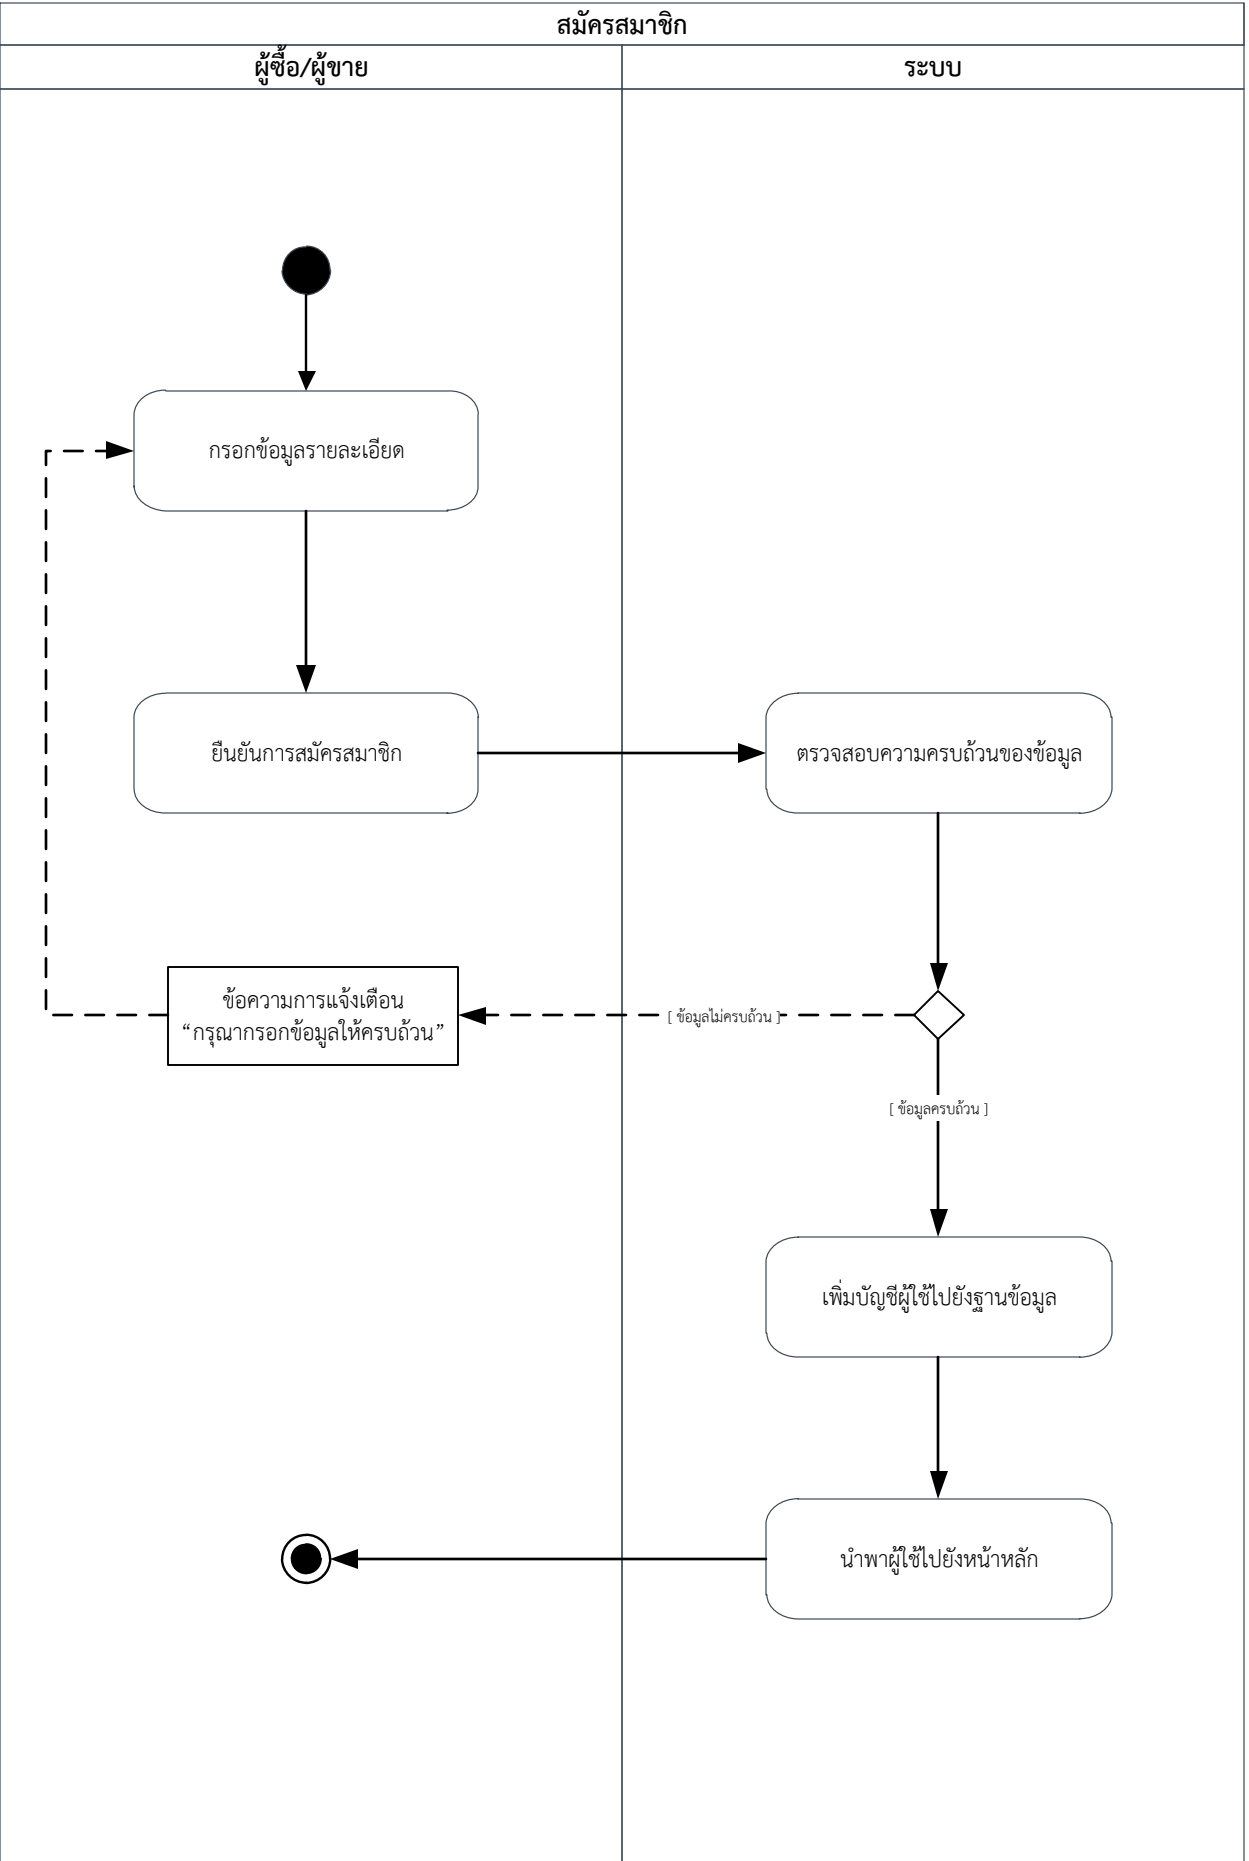 สมัครสมาชิก
ผู้ซื้อ/ผู้ขาย
ระบบ
กรอกข้อมูลรายละเอียด
ยืนยันการสมัครสมาชิก
ตรวจสอบความครบถ้วนของข้อมูล
ข้อความการแจ้งเตือน
“กรุณากรอกข้อมูลให้ครบถ้วน”
[ ข้อมูลไม่ครบถ้วน ]
[ ข้อมูลครบถ้วน ]
เพิ่มบัญชีผู้ใช้ไปยังฐานข้อมูล
นำพาผู้ใช้ไปยังหน้าหลัก